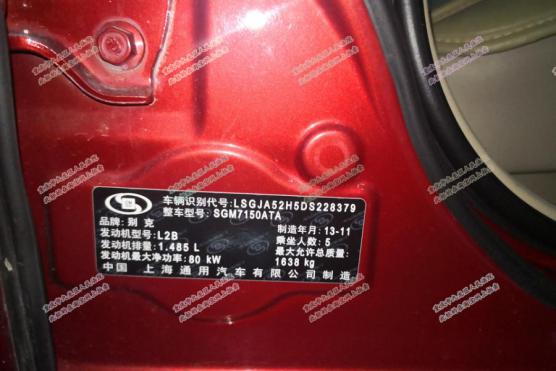 车辆识别代号:LSGJA52H5DS228379
整车型号:SGM7150ATA
品牌:别克 制造年月:13-11
发动机型号:L2B 乘坐人数:5
发动机排量:1.485 L 最大允许总质量:
发动机最大净功率:80 kW 1638 kg
中国 上海通用汽车有限公司制造